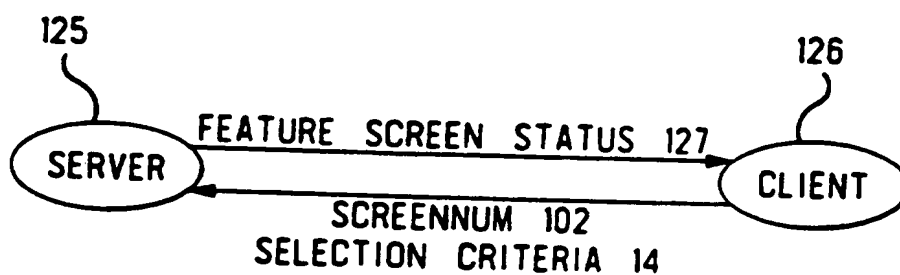 125
126
FEATURE SCREEN STATUS 127
SERVER
CLIENT
SCREENNUM 102
SELECTION CRITERIA 14